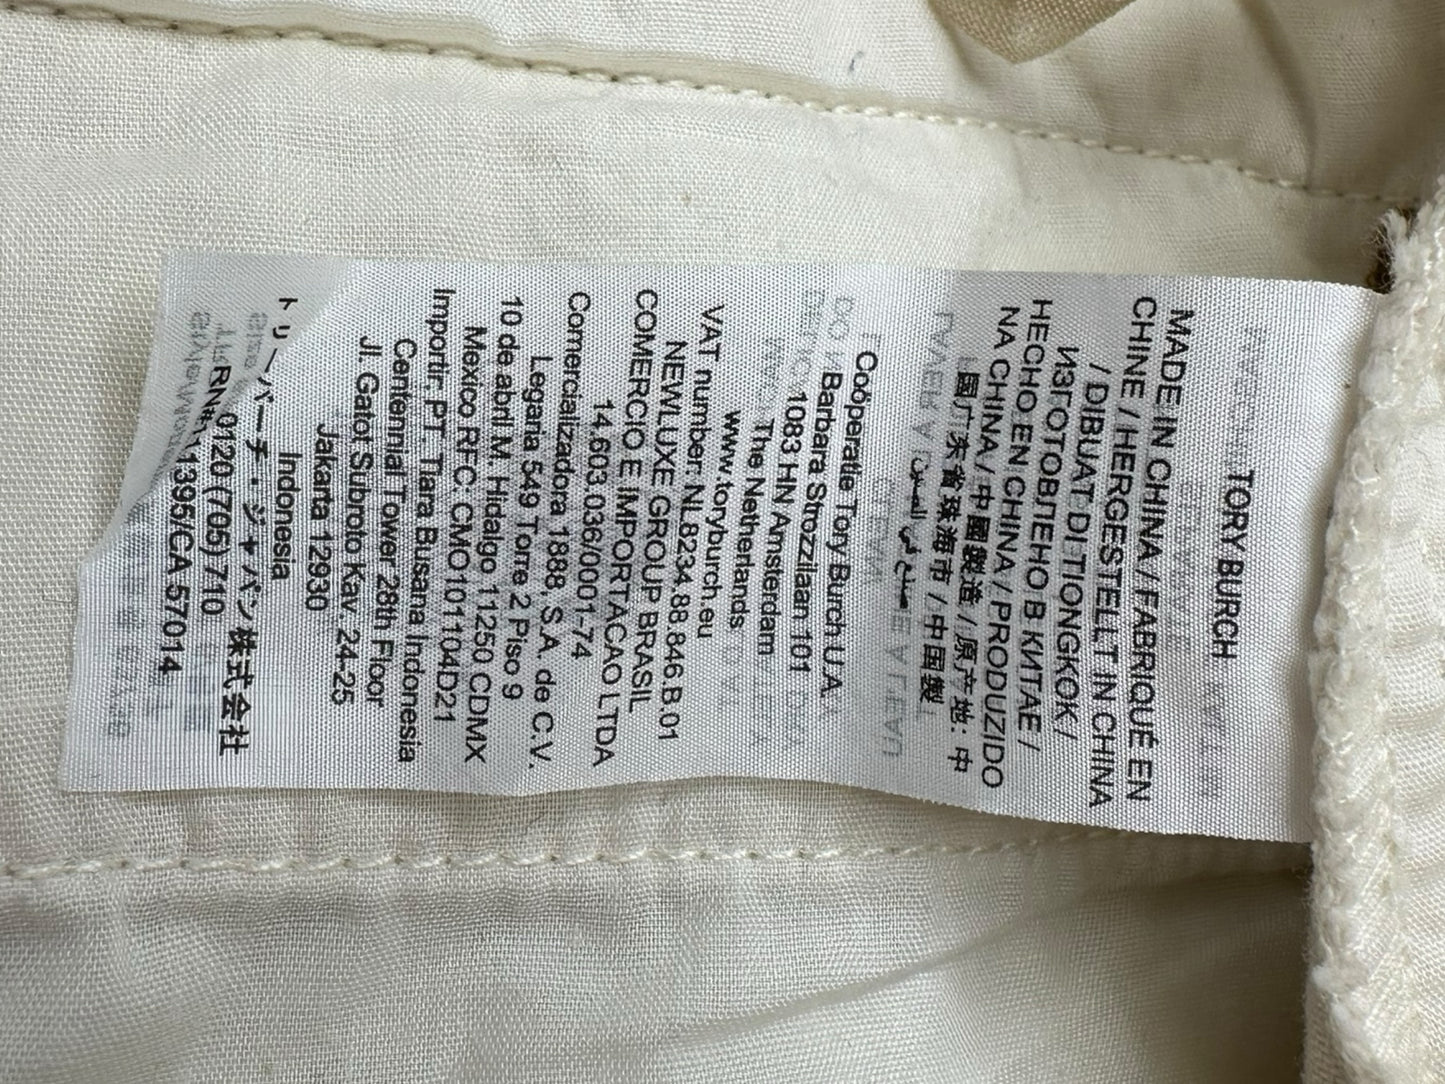 TORY BURCH
MADE IN CHINA / FABRIQUÉ EN
CHINE / HERGESTELLT IN CHINA
/ DIBUAT DI TIONGKOK /
ИЗГОТОВЛЕНО В КИТАЕ /
HECHO EN CHINA / PRODUZIDO
NA CHINA / 中國製造 / 原产地: 中
国广东省珠海市 / 中国製
صنع في الصين
Coöperatie Tory Burch U.A.
Barbara Strozzilaan 101
1083 HN Amsterdam
The Netherlands
www.toryburch.eu
VAT number: NL8234.88.846.B.01
NEWLUXE GROUP BRASIL
COMERCIO E IMPORTACAO LTDA
14.603.036/0001-74
Comercializadora 1888, S.A. de C.V.
Legaria 549 Torre 2 Piso 9
10 de abril M. Hidalgo 11250 CDMX
Mexico RFC: CMO101104D21
Importir, PT. Tiara Busana Indonesia
Centennial Tower 28th Floor
Jl. Gatot Subroto Kav. 24-25
Jakarta 12930
Indonesia
トリーバーチ・ジャパン株式会社
0120 (705) 710
RN#111395/CA 57014